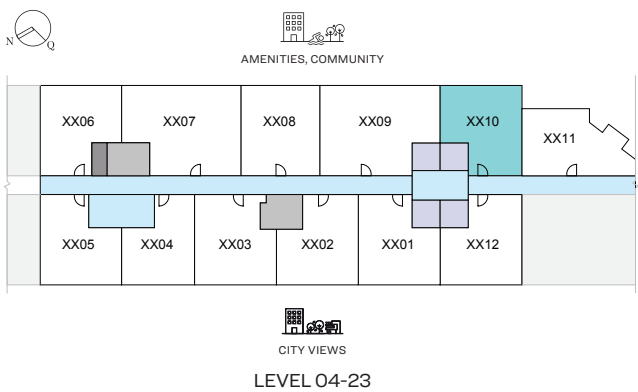 N Q
AMENITIES, COMMUNITY
XX06 XX07 XX08 XX09 XX10 XX11
XX05 XX04 XX03 XX02 XX01 XX12
CITY VIEWS
LEVEL 04-23